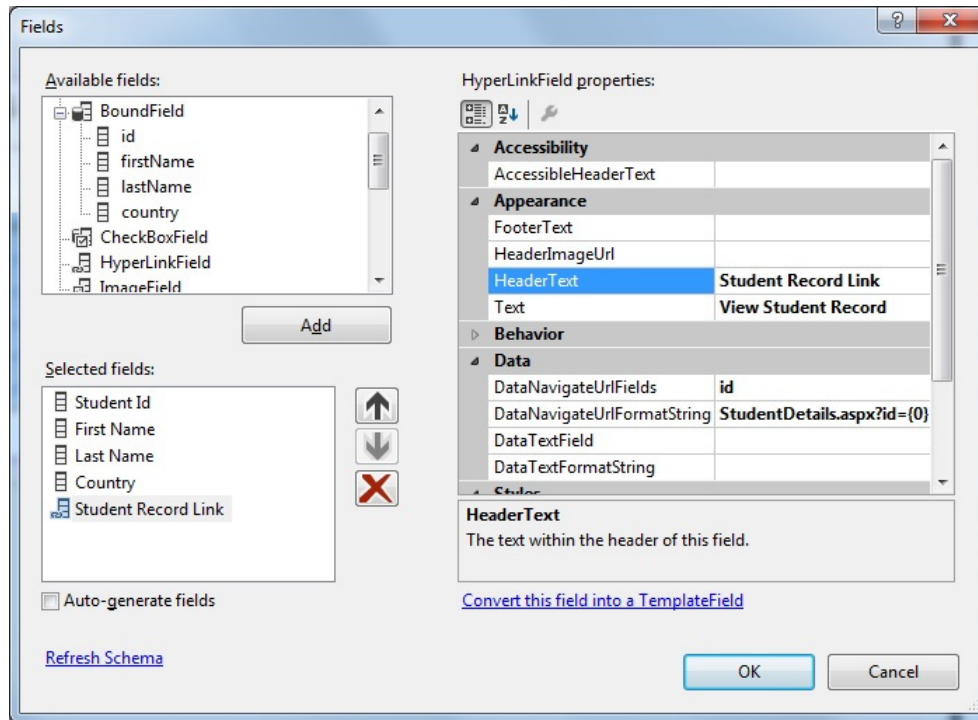 Fields
Available fields:
BoundField
id
firstName
lastName
country
CheckBoxField
HyperLinkField
ImageField
Add
Selected fields:
Student Id
First Name
Last Name
Country
Student Record Link
Auto-generate fields
Refresh Schema
HyperLinkField properties:
Accessibility
AccessibleHeaderText
Appearance
FooterText
HeaderImageUrl
HeaderText Student Record Link
Text View Student Record
Behavior
Data
DataNavigateUrlFields id
DataNavigateUrlFormatString StudentDetails.aspx?id={0}
DataTextField
DataTextFormatString
Styles
HeaderText
The text within the header of this field.
Convert this field into a TemplateField
OK Cancel